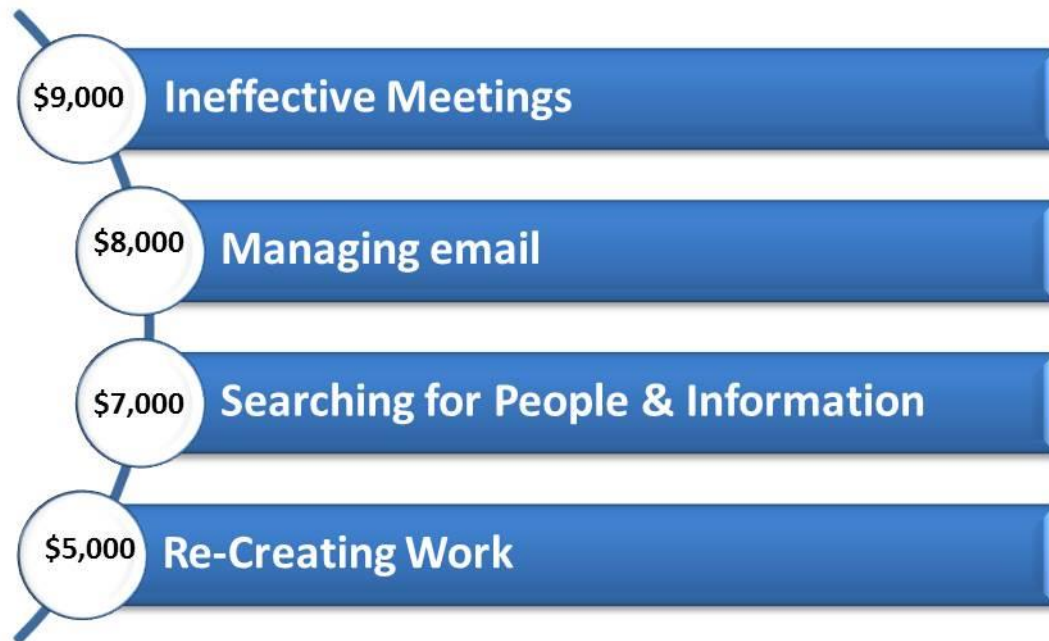 $9,000 Ineffective Meetings
$8,000 Managing email
$7,000 Searching for People & Information
$5,000 Re-Creating Work